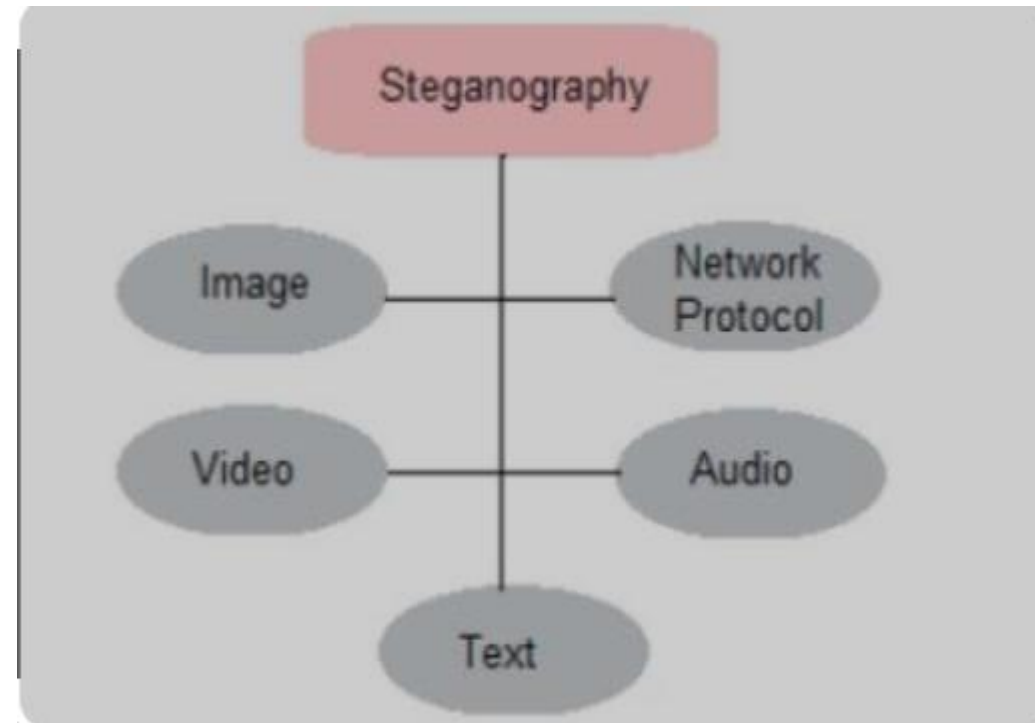 Steganography
Image
Network
Protocol
Video
Audio
Text